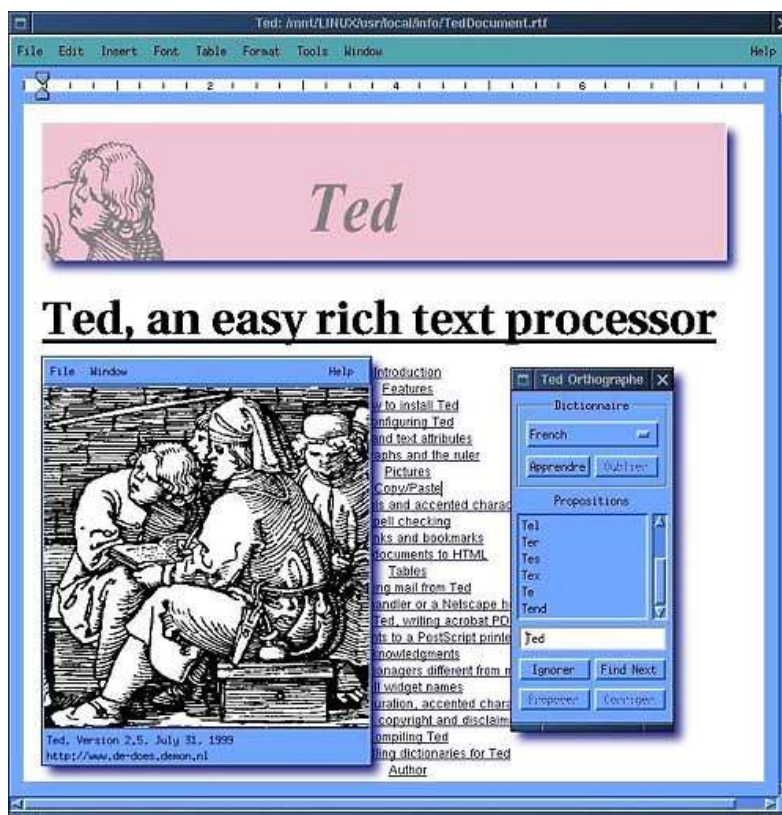 Ted: /mnt/LINUX/usr/local/info/TedDocument.rtf
File Edit Insert Font Table Format Tools Window Help
2 4 6
Ted
Ted, an easy rich text processor
File Window Help
Introduction
Features
to install Ted
nfiguring Ted
and text attributes
aphs and the ruler
Pictures
Copy/Paste
s and accented charac
pell checking
nks and bookmarks
documents to HTML
Tables
ng mail from Ted
andler or a Netscape h
Ted, writing acrobat PD
ts to a PostScript printe
knowledgments
anagers different from m
ll widget names
uration, accented chara
copyright and disclaim
ompiling Ted
ling dictionaries for Ted
Author
Ted, Version 2.5, July 31, 1999
http://www.de-does.demon.nl
Ted Orthographe
Dictionnaire
French
Apprendre Oublier
Propositions
Tel
Ter
Tes
Tex
Te
Tend
Ted
Ignorer Find Next
Proposer Corriger